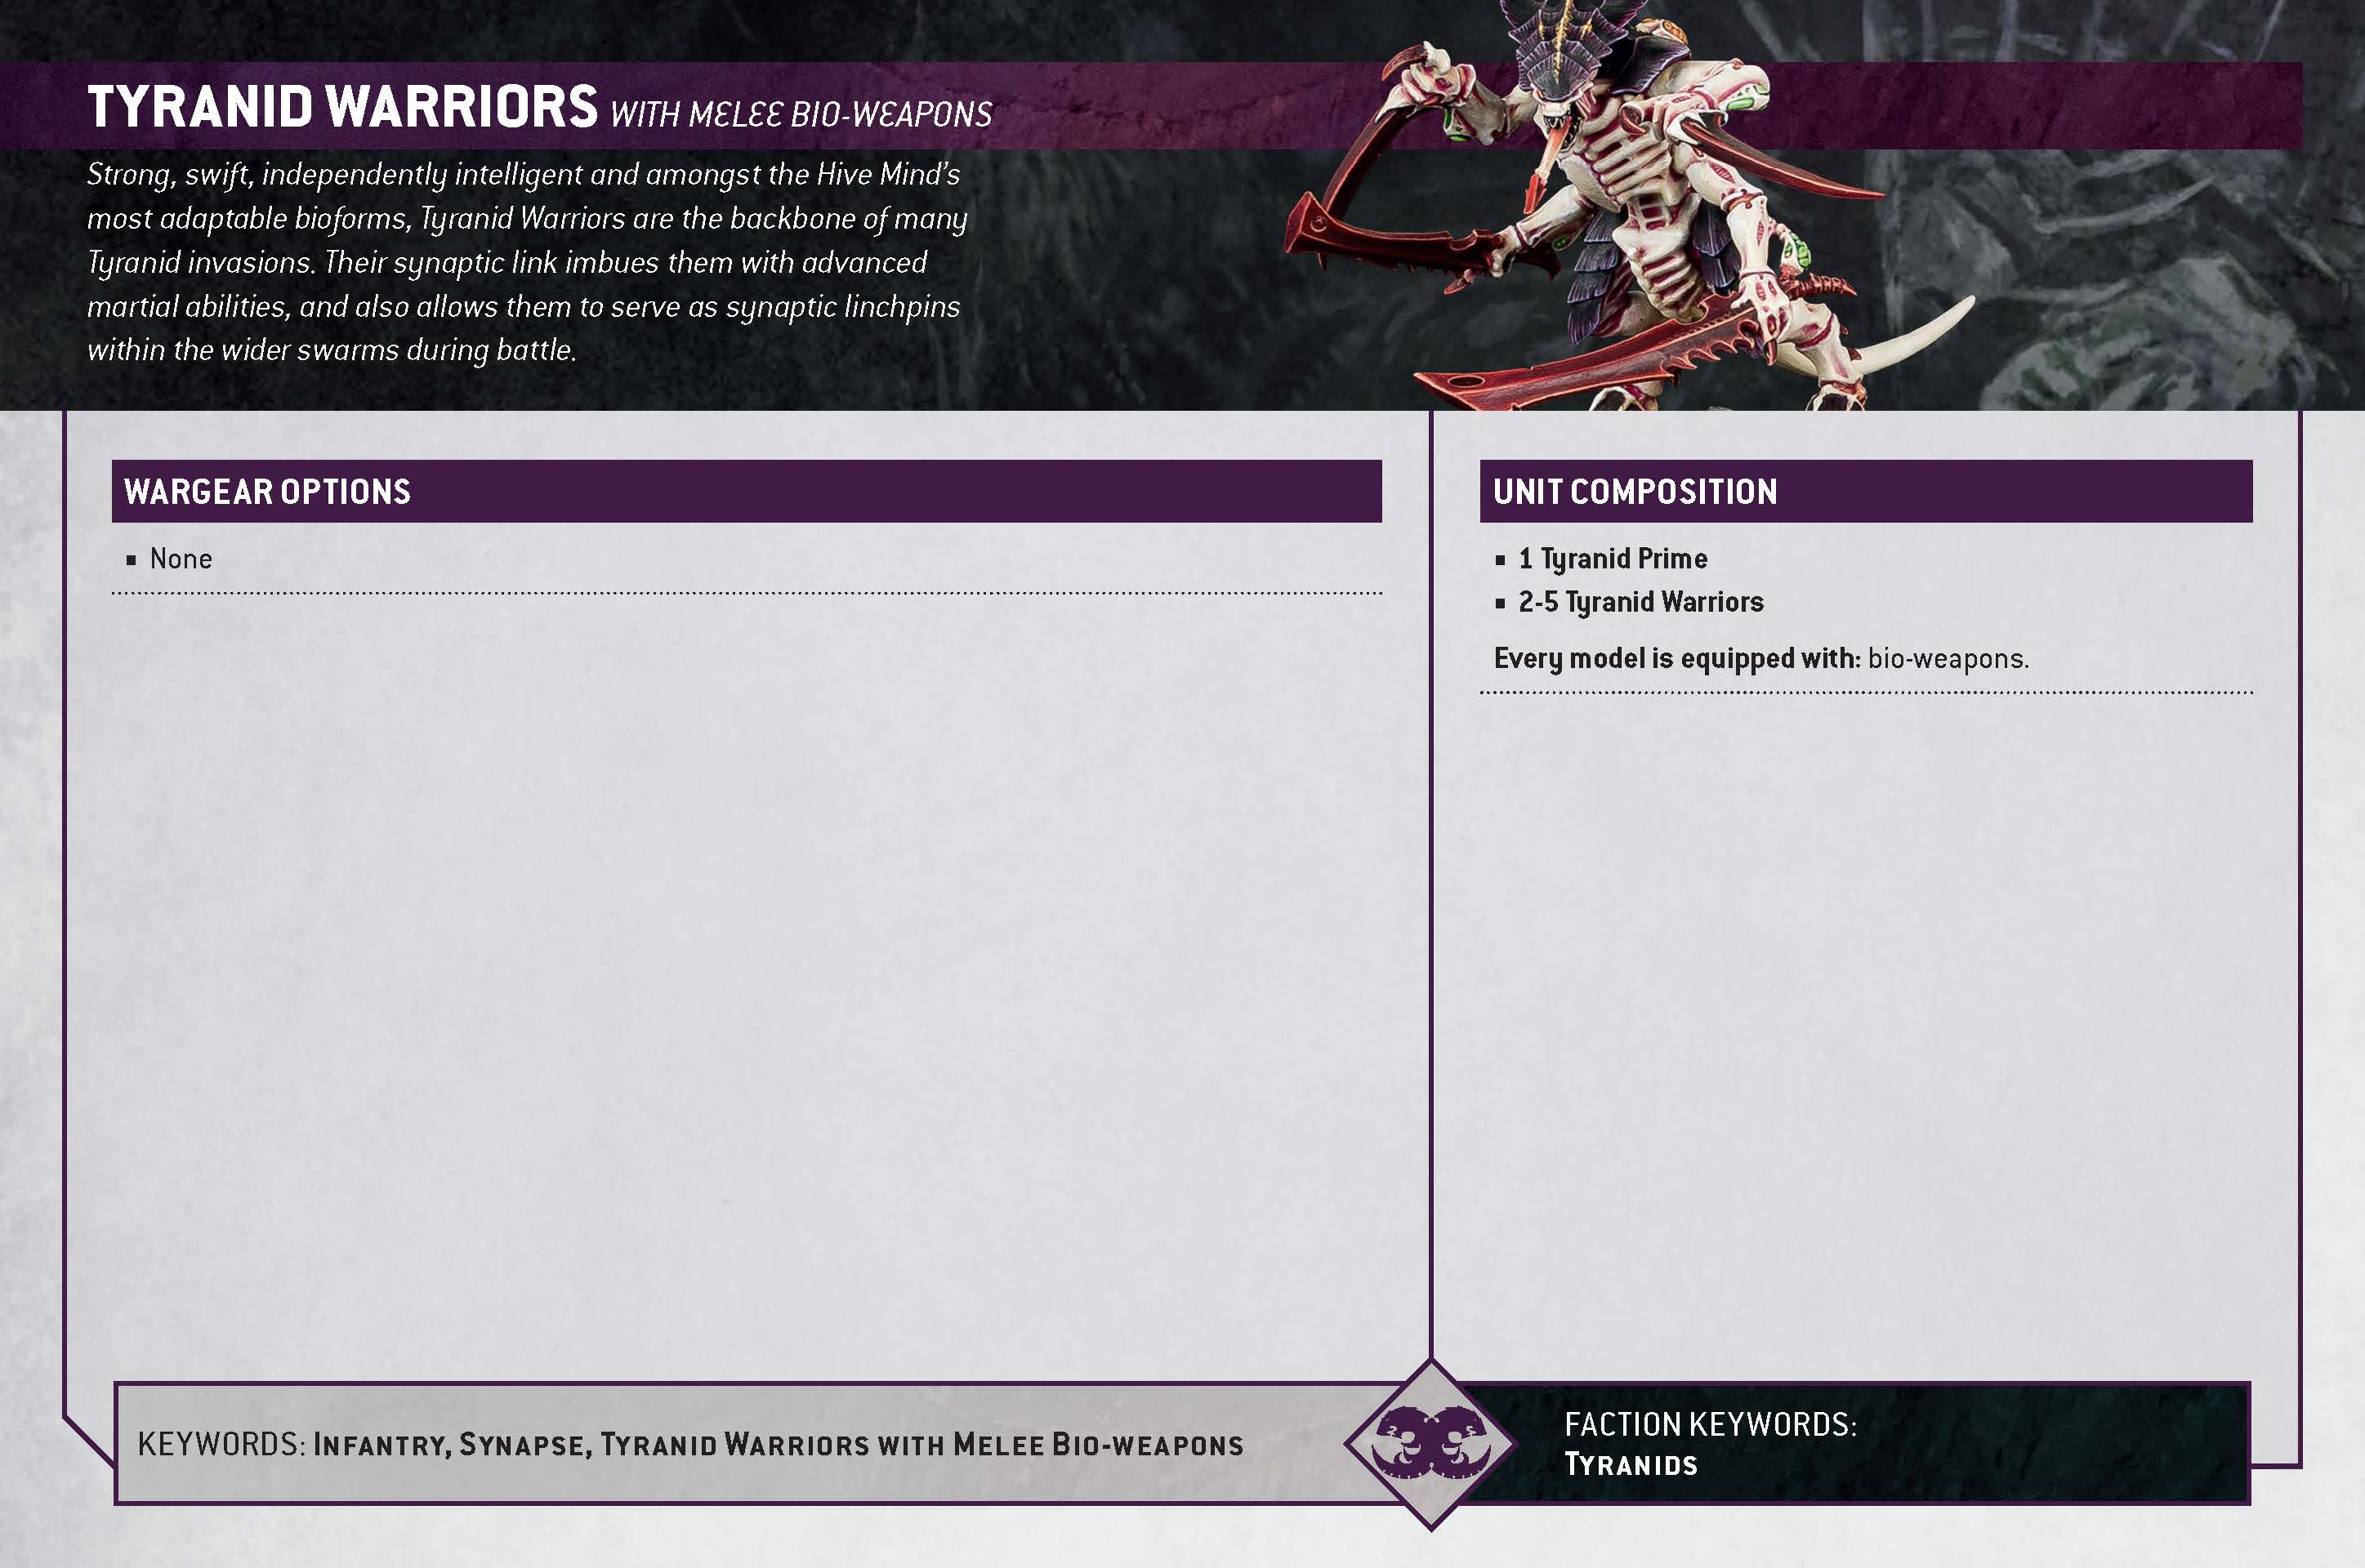 TYRANID WARRIORS WITH MELEE BIO-WEAPONS
Strong, swift, independently intelligent and amongst the Hive Mind's
most adaptable bioforms, Tyranid Warriors are the backbone of many
Tyranid invasions. Their synaptic link imbues them with advanced
martial abilities, and also allows them to serve as synaptic linchpins
within the wider swarms during battle.
WARGEAR OPTIONS
▪ None
UNIT COMPOSITION
▪ 1 Tyranid Prime
▪ 2-5 Tyranid Warriors
Every model is equipped with: bio-weapons.
KEYWORDS: INFANTRY, SYNAPSE, TYRANID WARRIORS WITH MELEE BIO-WEAPONS
FACTION KEYWORDS:
TYRANIDS